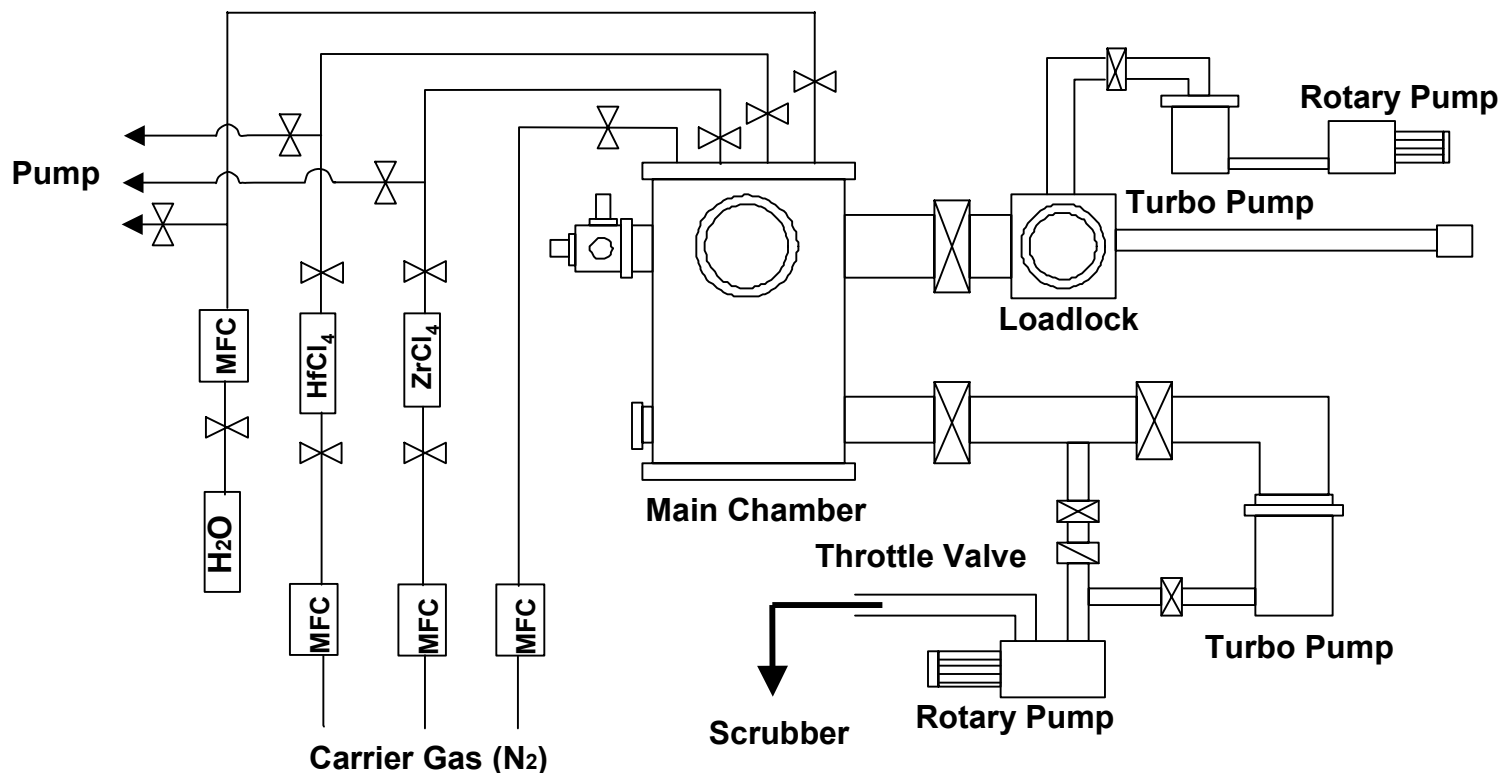 Rotary Pump
Pump
Turbo Pump
Loadlock
MFC
HfCl₄
ZrCl₄
H₂O
Main Chamber
Throttle Valve
MFC
MFC
MFC
Turbo Pump
Rotary Pump
Scrubber
Carrier Gas (N₂)